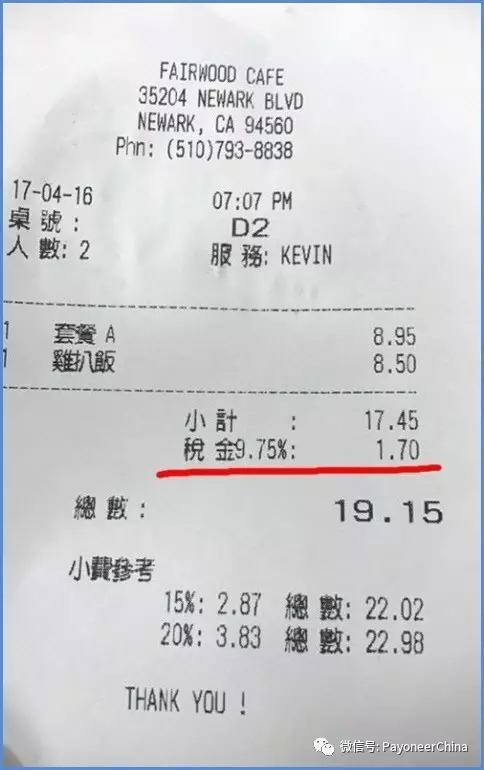 FAIRWOOD CAFE
35204 NEWARK BLVD
NEWARK, CA 94560
Phn: (510)793-8838
17-04-16 07:07 PM
桌號: D2
人數: 2 服務: KEVIN
1 套餐 A 8.95
1 雞扒飯 8.50
小計 : 17.45
稅金9.75%: 1.70
總數: 19.15
小費參考
15%: 2.87 總數: 22.02
20%: 3.83 總數: 22.98
THANK YOU !
微信号: PayoneerChina